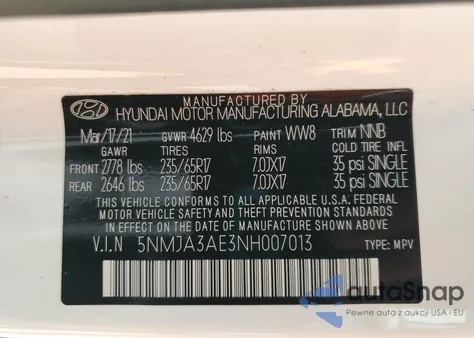 MANUFACTURED BY
HYUNDAI MOTOR MANUFACTURING ALABAMA, LLC
Mar/17/21 GVWR 4629 lbs PAINT WW8 TRIM NNB
GAWR TIRES RIMS COLD TIRE INFL
FRONT 2778 lbs 235/65R17 7.0JX17 35 psi SINGLE
REAR 2646 lbs 235/65R17 7.0JX17 35 psi SINGLE
THIS VEHICLE CONFORMS TO ALL APPLICABLE U.S.A. FEDERAL
MOTOR VEHICLE SAFETY AND THEFT PREVENTION STANDARDS IN
EFFECT ON THE DATE OF MANUFACTURE SHOWN ABOVE.
V.I.N 5NMJA3AE3NH007013 TYPE: MPV
autoSnap
Pewne auta z aukcji USA - EU